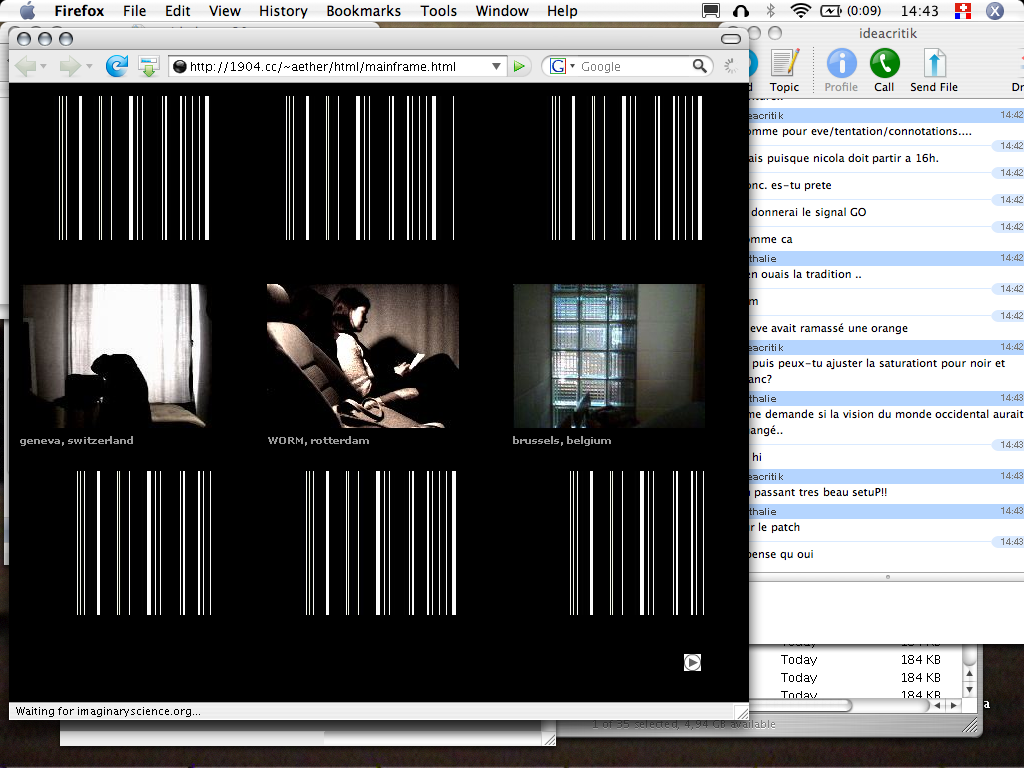 Firefox File Edit View History Bookmarks Tools Window Help (0:09) 14:43
ideacritik
http://1904.cc/~aether/html/mainframe.html
Google
Topic Profile Call Send File
14:42
omme pour eve/tentation/connotations....
14:42
ais puisque nicola doit partir a 16h.
14:42
onc. es-tu prete
14:42
donnerai le signal GO
14:42
omme ca
thalie 14:42
en ouais la tradition ..
14:42
m
14:42
eve avait ramassé une orange
eacritik 14:42
puis peux-tu ajuster la saturationt pour noir et
anc?
thalie 14:43
me demande si la vision du monde occidental aurait
angé..
14:43
hi
eacritik 14:43
passant tres beau setuP!!
thalie 14:43
r le patch
14:43
pense qu oui
geneva, switzerland
WORM, rotterdam
brussels, belgium
Today 184 KB
Today 184 KB
Today 184 KB
Today 184 KB
Waiting for imaginaryscience.org...
1 of 35 selected, 4,94 GB available